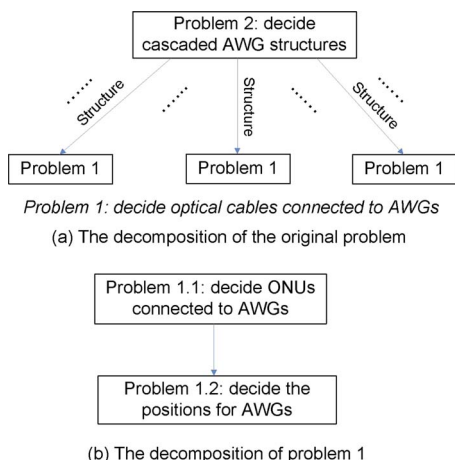 Problem 2: decide
cascaded AWG structures
Structure
Structure
Structure
Problem 1
Problem 1
Problem 1
Problem 1: decide optical cables connected to AWGs
(a) The decomposition of the original problem
Problem 1.1: decide ONUs
connected to AWGs
Problem 1.2: decide the
positions for AWGs
(b) The decomposition of problem 1